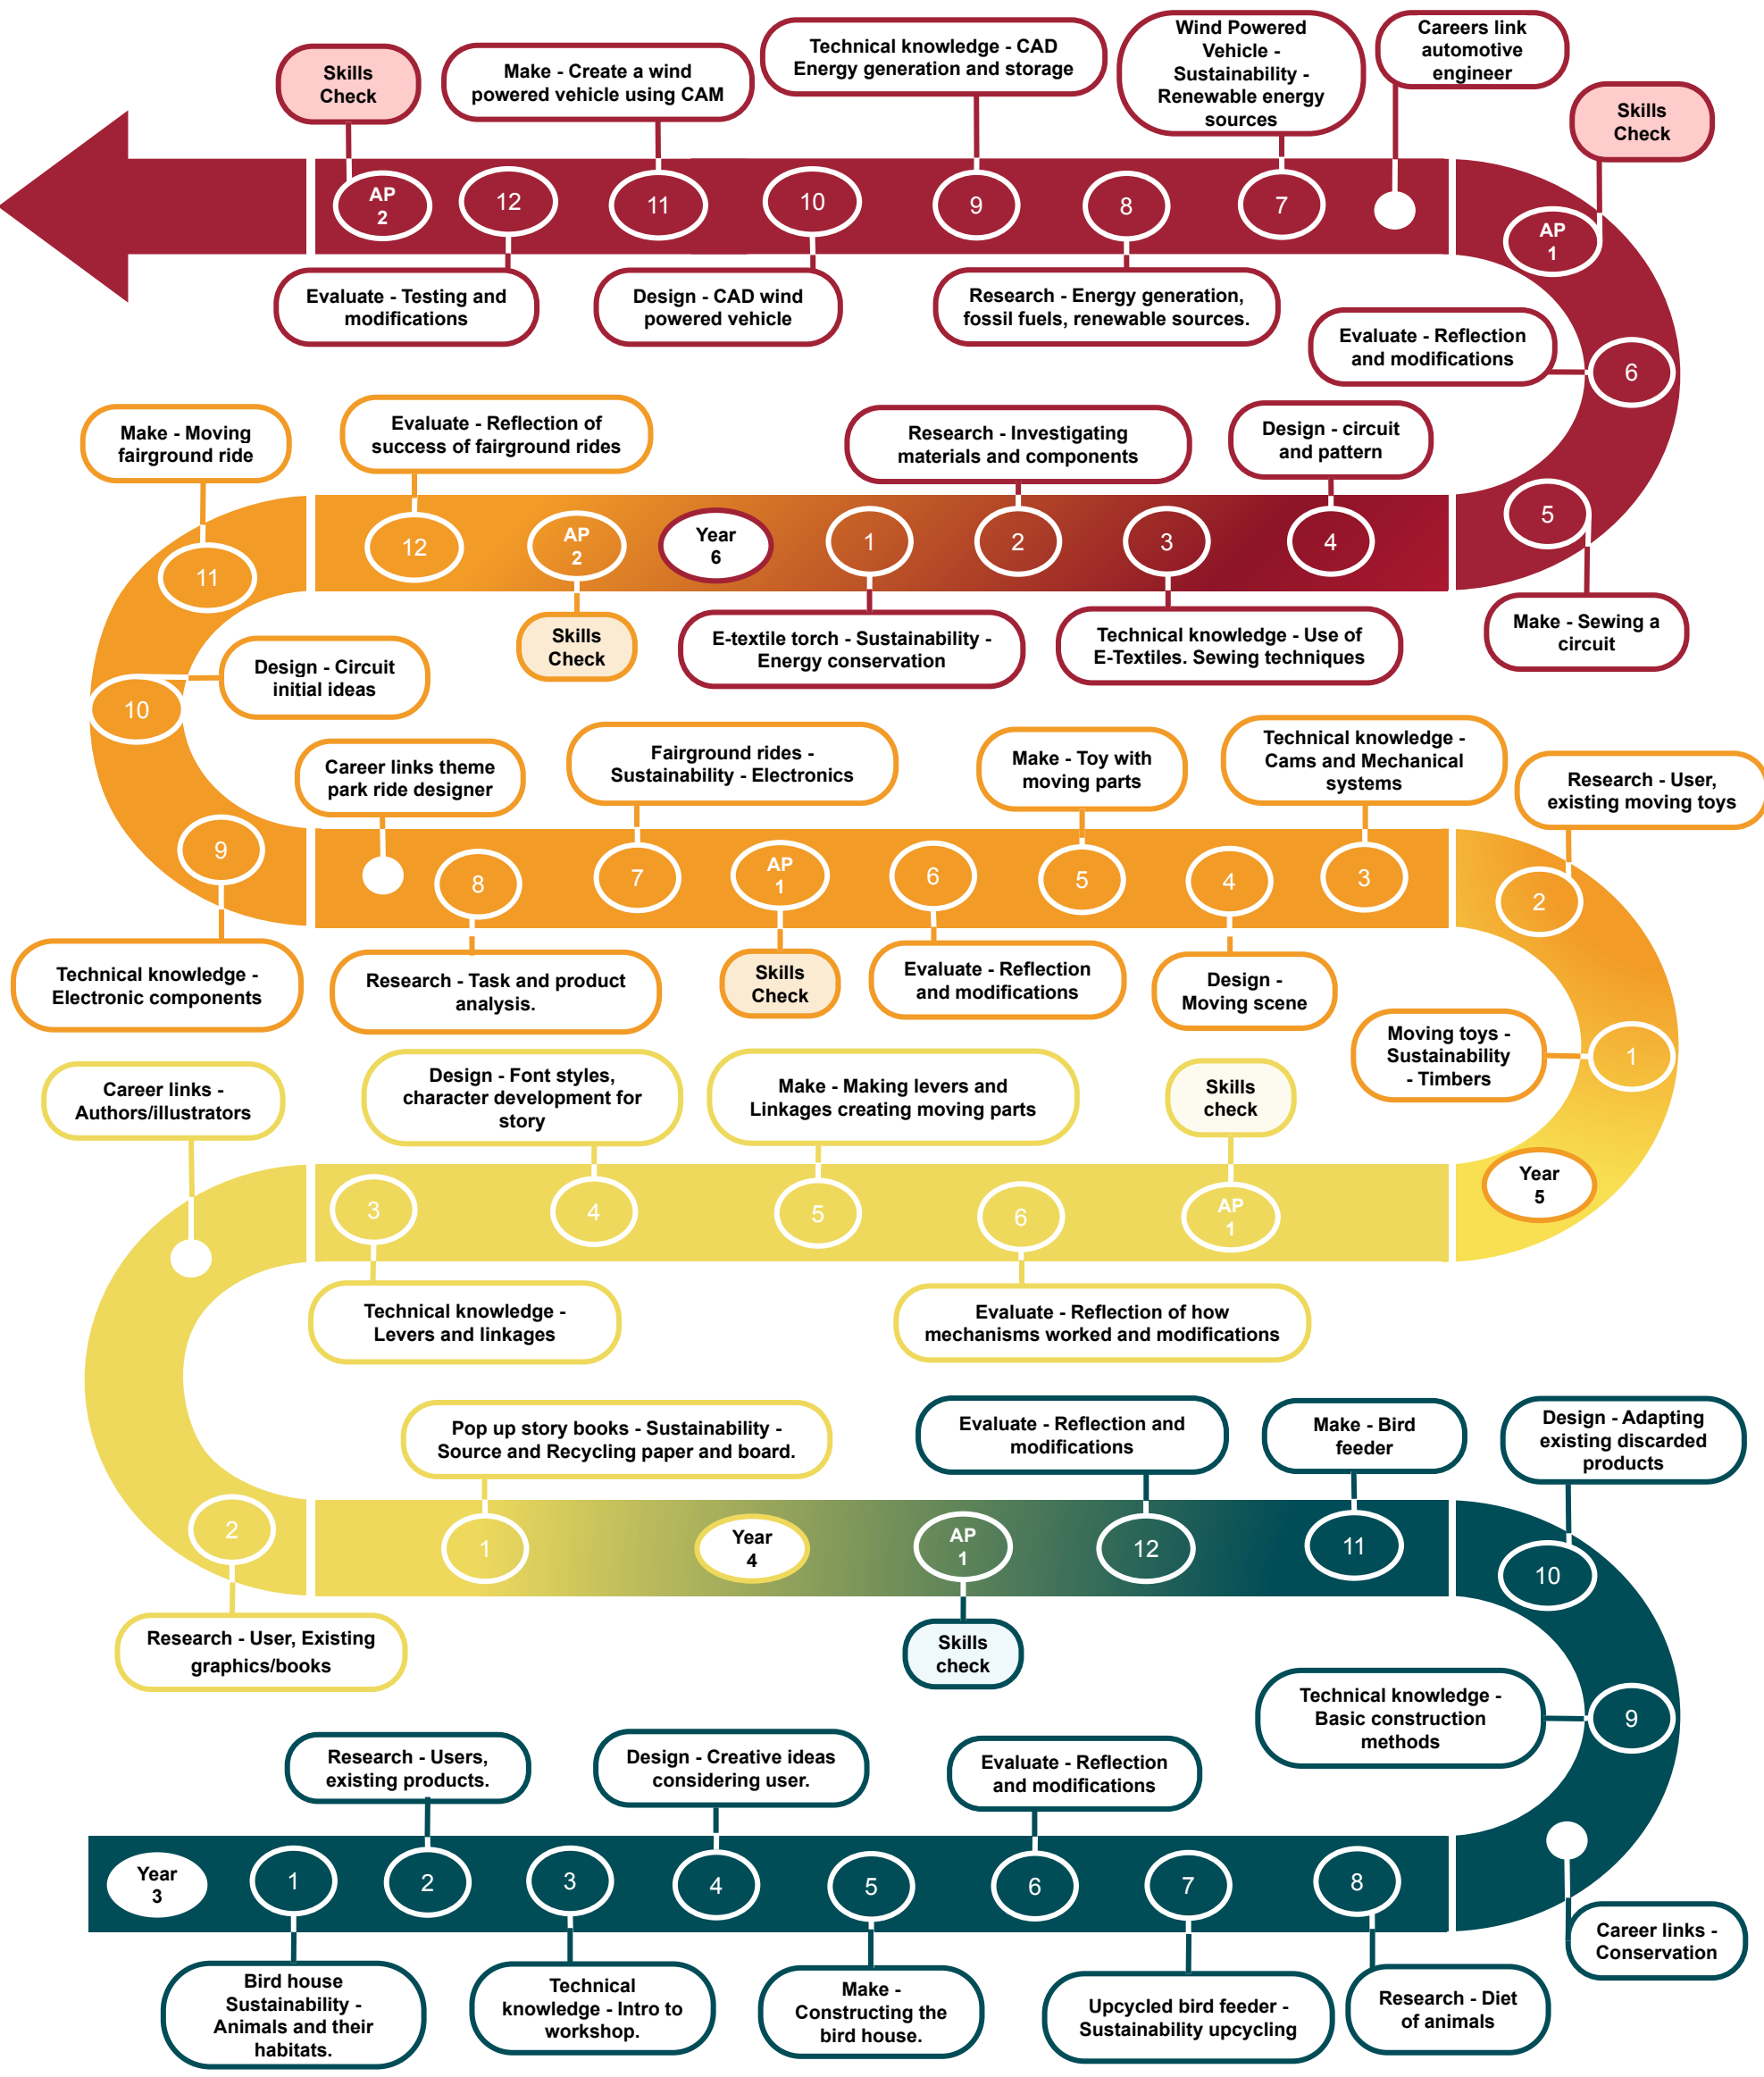 Skills
Check
Make - Create a wind
powered vehicle using CAM
Technical knowledge - CAD
Energy generation and storage
Wind Powered
Vehicle -
Sustainability -
Renewable energy
sources
Careers link
automotive
engineer
Skills
Check
AP
2
12
11
10
9
8
7
AP
1
Evaluate - Testing and
modifications
Design - CAD wind
powered vehicle
Research - Energy generation,
fossil fuels, renewable sources.
Evaluate - Reflection
and modifications
6
Make - Moving
fairground ride
Evaluate - Reflection of
success of fairground rides
Research - Investigating
materials and components
Design - circuit
and pattern
11
12
AP
2
Year
6
1
2
3
4
5
Skills
Check
E-textile torch - Sustainability -
Energy conservation
Technical knowledge - Use of
E-Textiles. Sewing techniques
Make - Sewing a
circuit
Design - Circuit
initial ideas
10
Career links theme
park ride designer
Fairground rides -
Sustainability - Electronics
Make - Toy with
moving parts
Technical knowledge -
Cams and Mechanical
systems
Research - User,
existing moving toys
9
8
7
AP
1
6
5
4
3
2
Technical knowledge -
Electronic components
Research - Task and product
analysis.
Skills
Check
Evaluate - Reflection
and modifications
Design -
Moving scene
Moving toys -
Sustainability
- Timbers
1
Career links -
Authors/illustrators
Design - Font styles,
character development for
story
Make - Making levers and
Linkages creating moving parts
Skills
check
Year
5
3
4
5
6
AP
1
Technical knowledge -
Levers and linkages
Evaluate - Reflection of how
mechanisms worked and modifications
Pop up story books - Sustainability -
Source and Recycling paper and board.
Evaluate - Reflection and
modifications
Make - Bird
feeder
Design - Adapting
existing discarded
products
2
1
Year
4
AP
1
12
11
10
Research - User, Existing
graphics/books
Skills
check
Technical knowledge -
Basic construction
methods
9
Research - Users,
existing products.
Design - Creative ideas
considering user.
Evaluate - Reflection
and modifications
Year
3
1
2
3
4
5
6
7
8
Career links -
Conservation
Bird house
Sustainability -
Animals and their
habitats.
Technical
knowledge - Intro to
workshop.
Make -
Constructing the
bird house.
Upcycled bird feeder -
Sustainability upcycling
Research - Diet
of animals